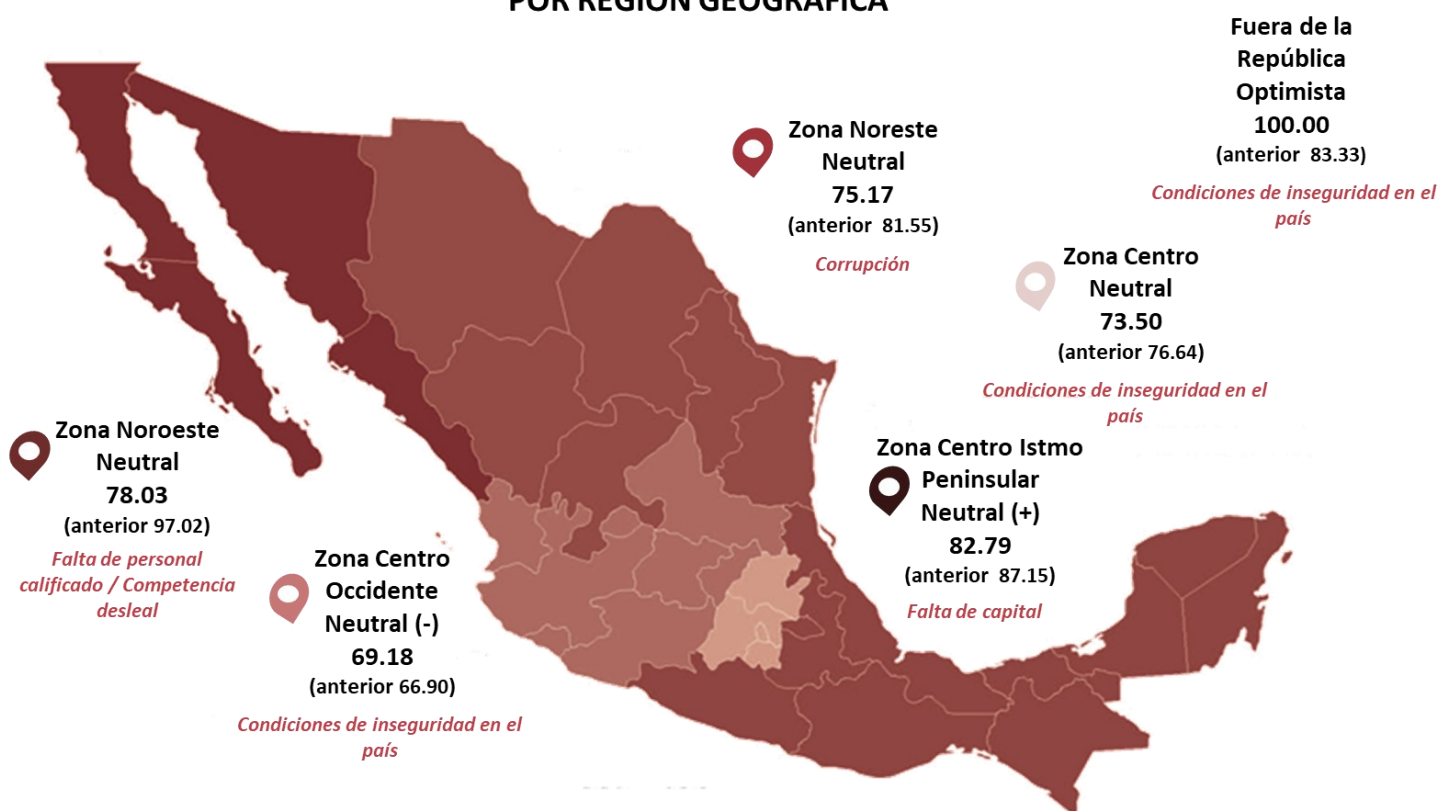 POR REGIÓN GEOGRÁFICA
Fuera de la
República
Optimista
100.00
(anterior 83.33)
Condiciones de inseguridad en el
país
Zona Noreste
Neutral
75.17
(anterior 81.55)
Corrupción
Zona Centro
Neutral
73.50
(anterior 76.64)
Condiciones de inseguridad en el
país
Zona Noroeste
Neutral
78.03
(anterior 97.02)
Falta de personal
calificado / Competencia
desleal
Zona Centro Istmo
Peninsular
Neutral (+)
82.79
(anterior 87.15)
Falta de capital
Zona Centro
Occidente
Neutral (-)
69.18
(anterior 66.90)
Condiciones de inseguridad en el
país